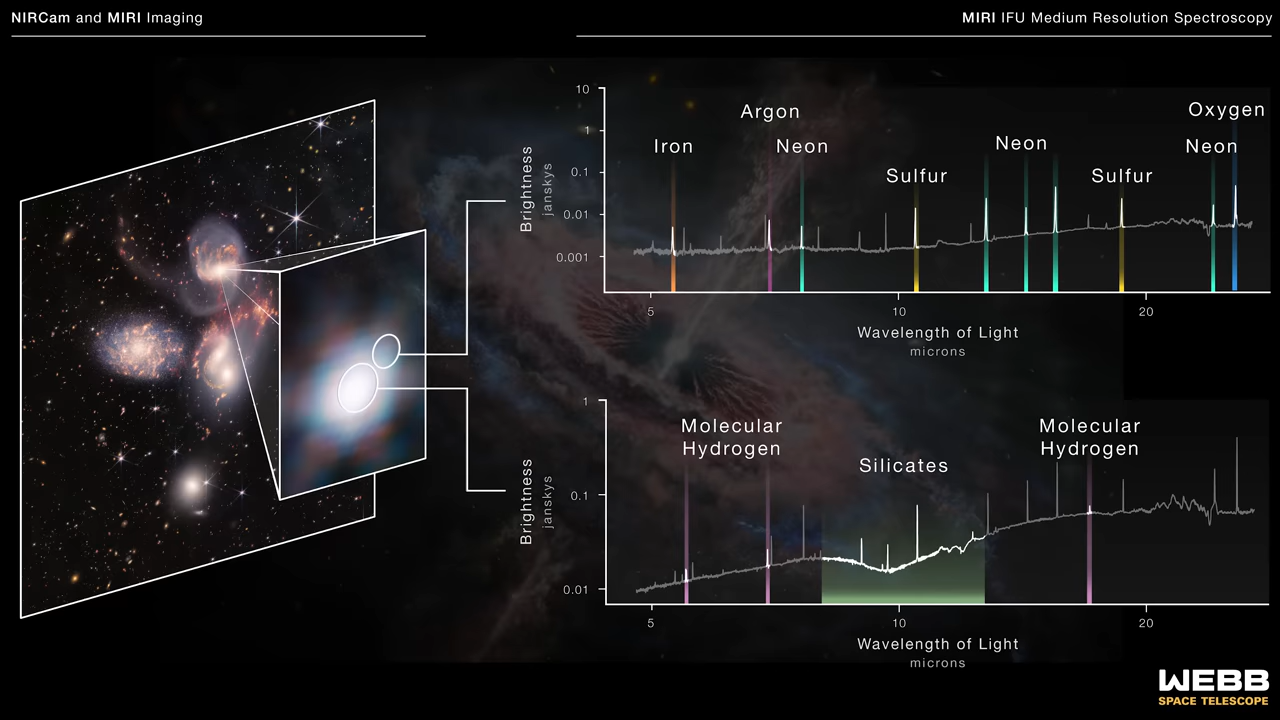 NIRCam and MIRI Imaging
MIRI IFU Medium Resolution Spectroscopy
Brightness
janskys
10
1
0.1
0.01
0.001
Iron
Argon
Neon
Sulfur
Neon
Sulfur
Oxygen
Neon
5
10
20
Wavelength of Light
microns
Brightness
janskys
1
0.1
0.01
Molecular
Hydrogen
Silicates
Molecular
Hydrogen
5
10
20
Wavelength of Light
microns
WEBB
SPACE TELESCOPE